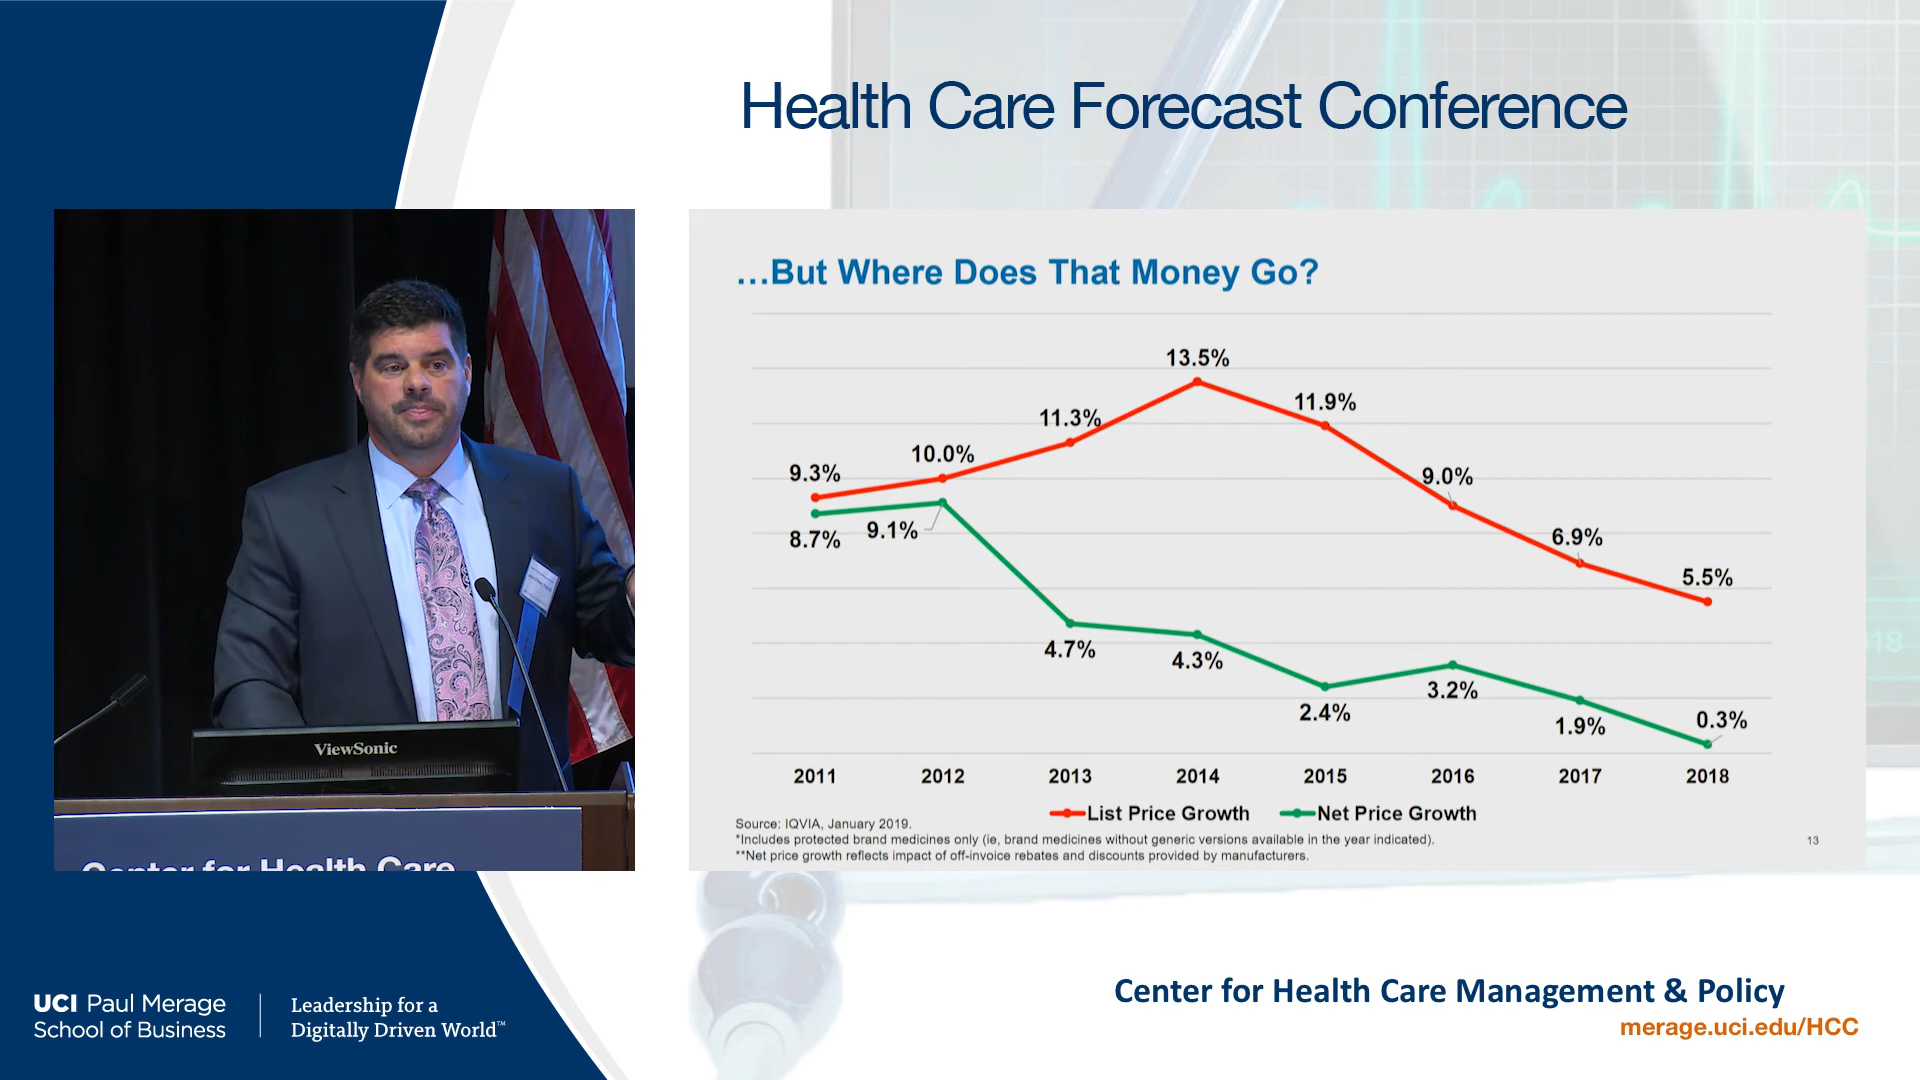 Health Care Forecast Conference
…But Where Does That Money Go?
13.5%
11.9%
11.3%
10.0%
9.3%
9.0%
8.7%
9.1%
6.9%
5.5%
4.7%
4.3%
2.4%
3.2%
1.9%
0.3%
2011 2012 2013 2014 2015 2016 2017 2018
List Price Growth Net Price Growth
Source: IQVIA, January 2019.
*Includes protected brand medicines only (ie, brand medicines without generic versions available in the year indicated).
**Net price growth reflects impact of off-invoice rebates and discounts provided by manufacturers.
13
ViewSonic
Center for Health Care
18
UCI Paul Merage
School of Business
Leadership for a
Digitally Driven World™
Center for Health Care Management & Policy
merage.uci.edu/HCC